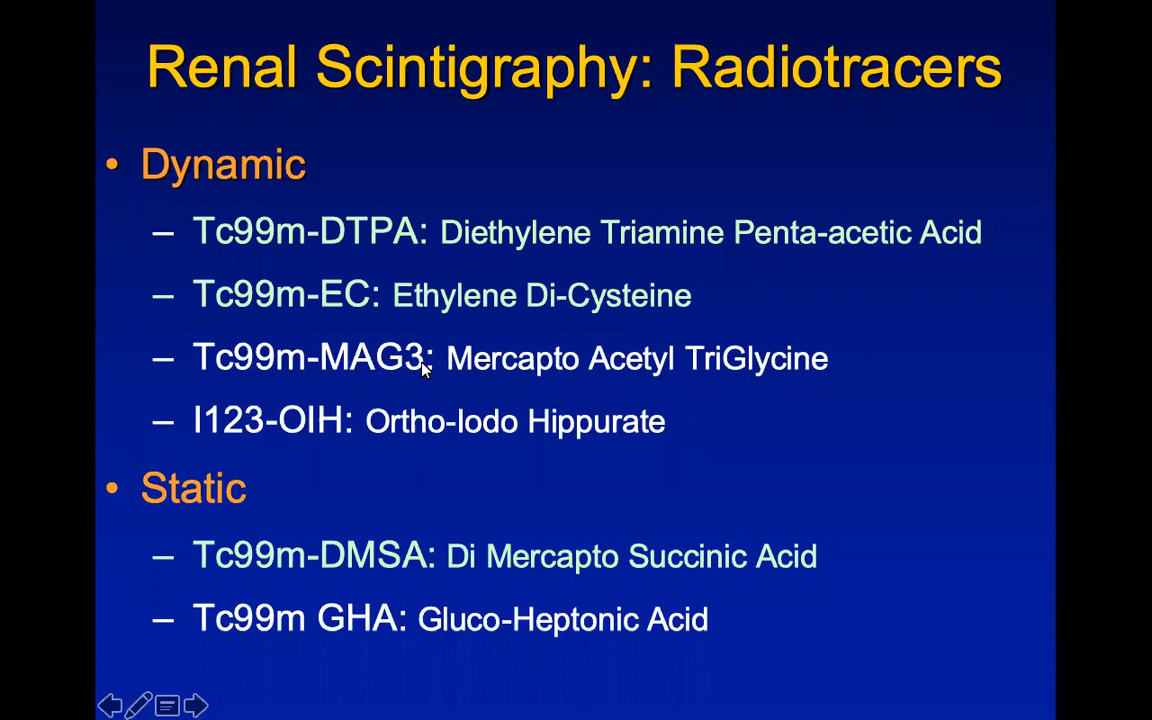 Renal Scintigraphy: Radiotracers
• Dynamic
– Tc99m-DTPA: Diethylene Triamine Penta-acetic Acid
– Tc99m-EC: Ethylene Di-Cysteine
– Tc99m-MAG3: Mercapto Acetyl TriGlycine
– I123-OIH: Ortho-Iodo Hippurate
• Static
– Tc99m-DMSA: Di Mercapto Succinic Acid
– Tc99m GHA: Gluco-Heptonic Acid